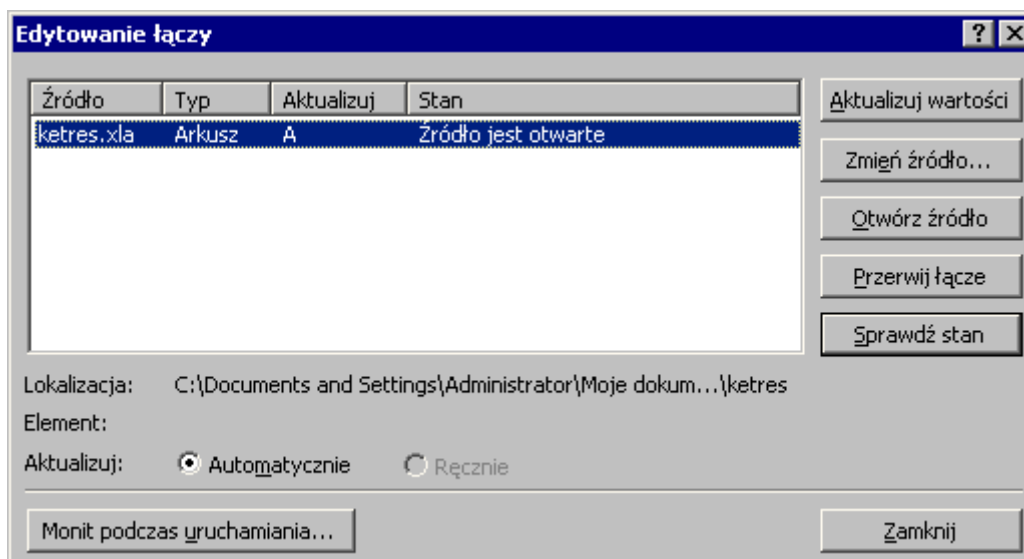 Edytowanie łączy
Źródło Typ Aktualizuj Stan
ketres.xla Arkusz A Źródło jest otwarte
Aktualizuj wartości
Zmień źródło...
Otwórz źródło
Przerwij łącze
Sprawdź stan
Lokalizacja: C:\Documents and Settings\Administrator\Moje dokum...\ketres
Element:
Aktualizuj: Automatycznie Ręcznie
Monit podczas uruchamiania... Zamknij